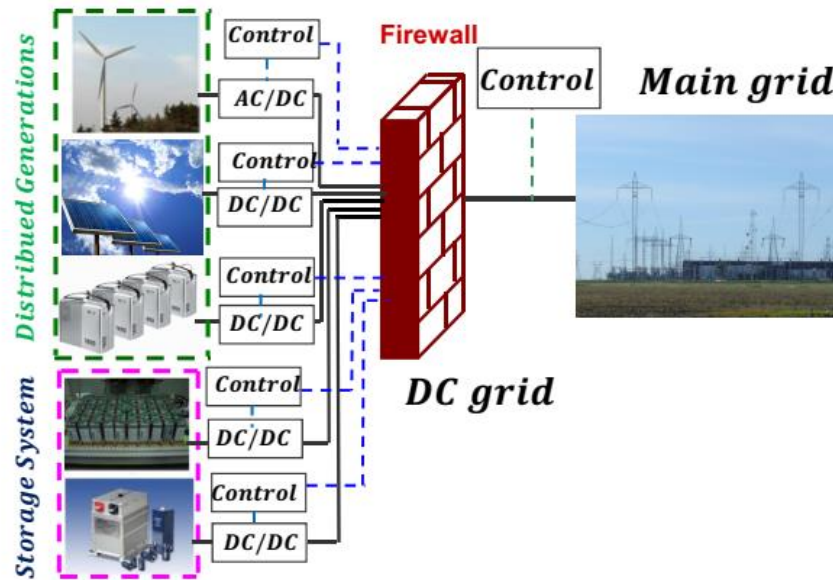 Distribued Generations
Control
AC/DC
Control
DC/DC
Control
DC/DC
Storage System
Control
DC/DC
Control
DC/DC
Firewall
DC grid
Control
Main grid